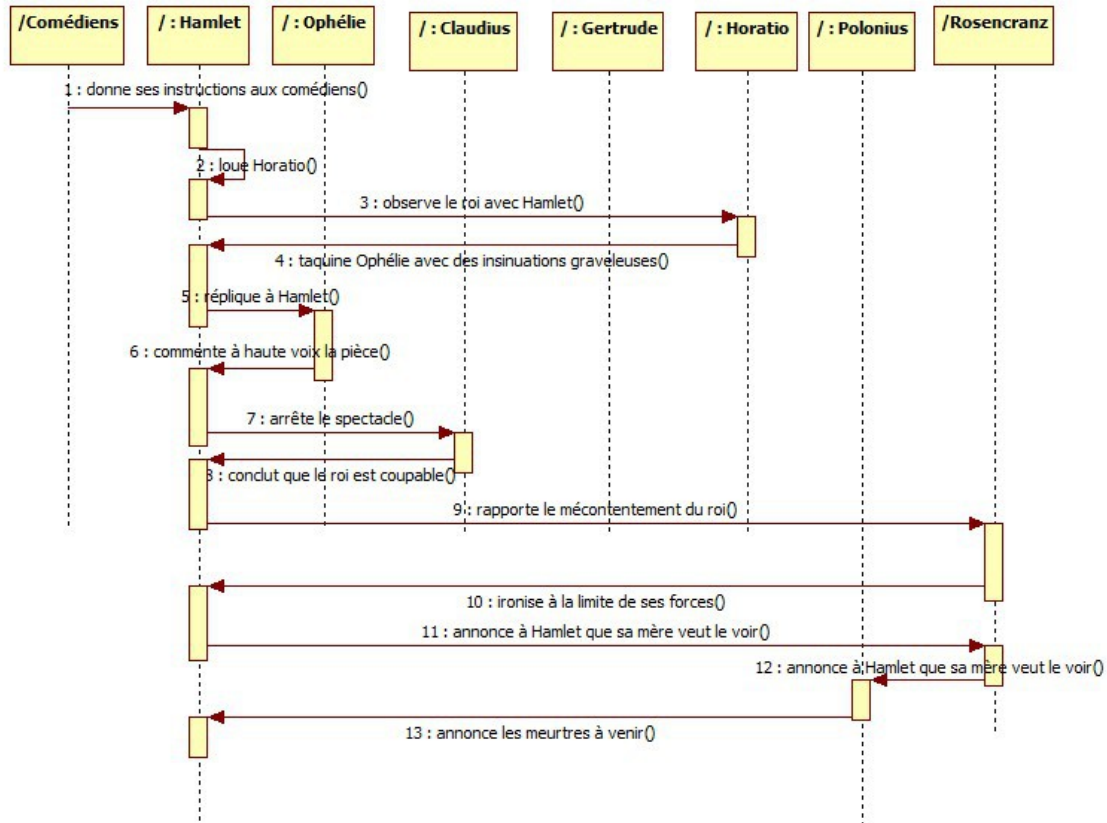 /Comédiens
/ : Hamlet
/ : Ophélie
/ : Claudius
/ : Gertrude
/ : Horatio
/ : Polonius
/Rosencranz
1 : donne ses instructions aux comédiens()
2 : loue Horatio()
3 : observe le roi avec Hamlet()
4 : taquine Ophélie avec des insinuations graveleuses()
5 : réplique à Hamlet()
6 : commente à haute voix la pièce()
7 : arrête le spectacle()
8 : conclut que le roi est coupable()
9 : rapporte le mécontentement du roi()
10 : ironise à la limite de ses forces()
11 : annonce à Hamlet que sa mère veut le voir()
12 : annonce à Hamlet que sa mère veut le voir()
13 : annonce les meurtres à venir()